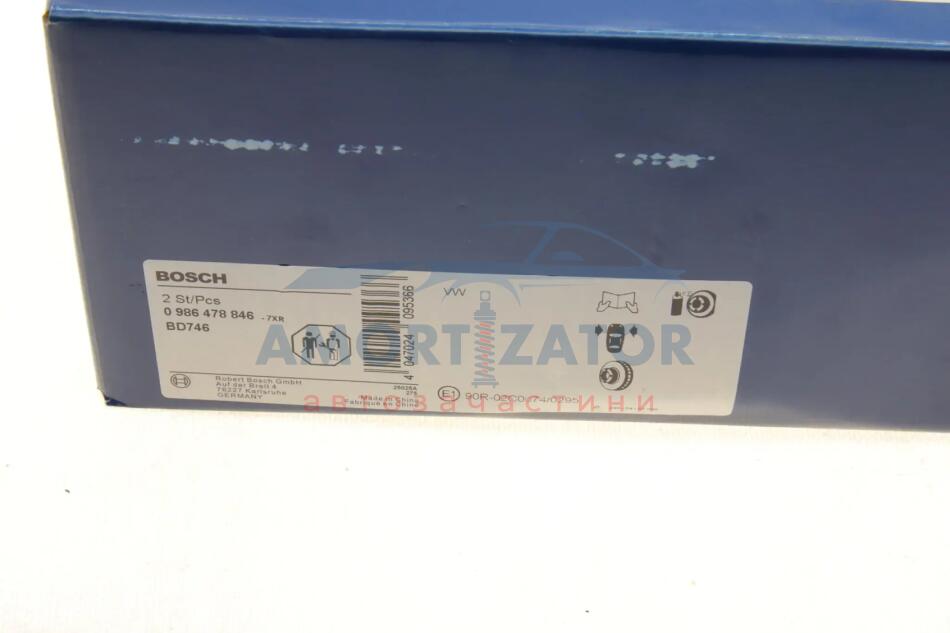 BOSCH
2 St/Pcs
0 986 478 846 - 7XR
BD746
4 047024 095366
VW
AMORTIZATOR
автозапчастини
Robert Bosch GmbH
Auf der Breit 4
76227 Karlsruhe
GERMANY
Made in China
Fabriqué en Chine
E1